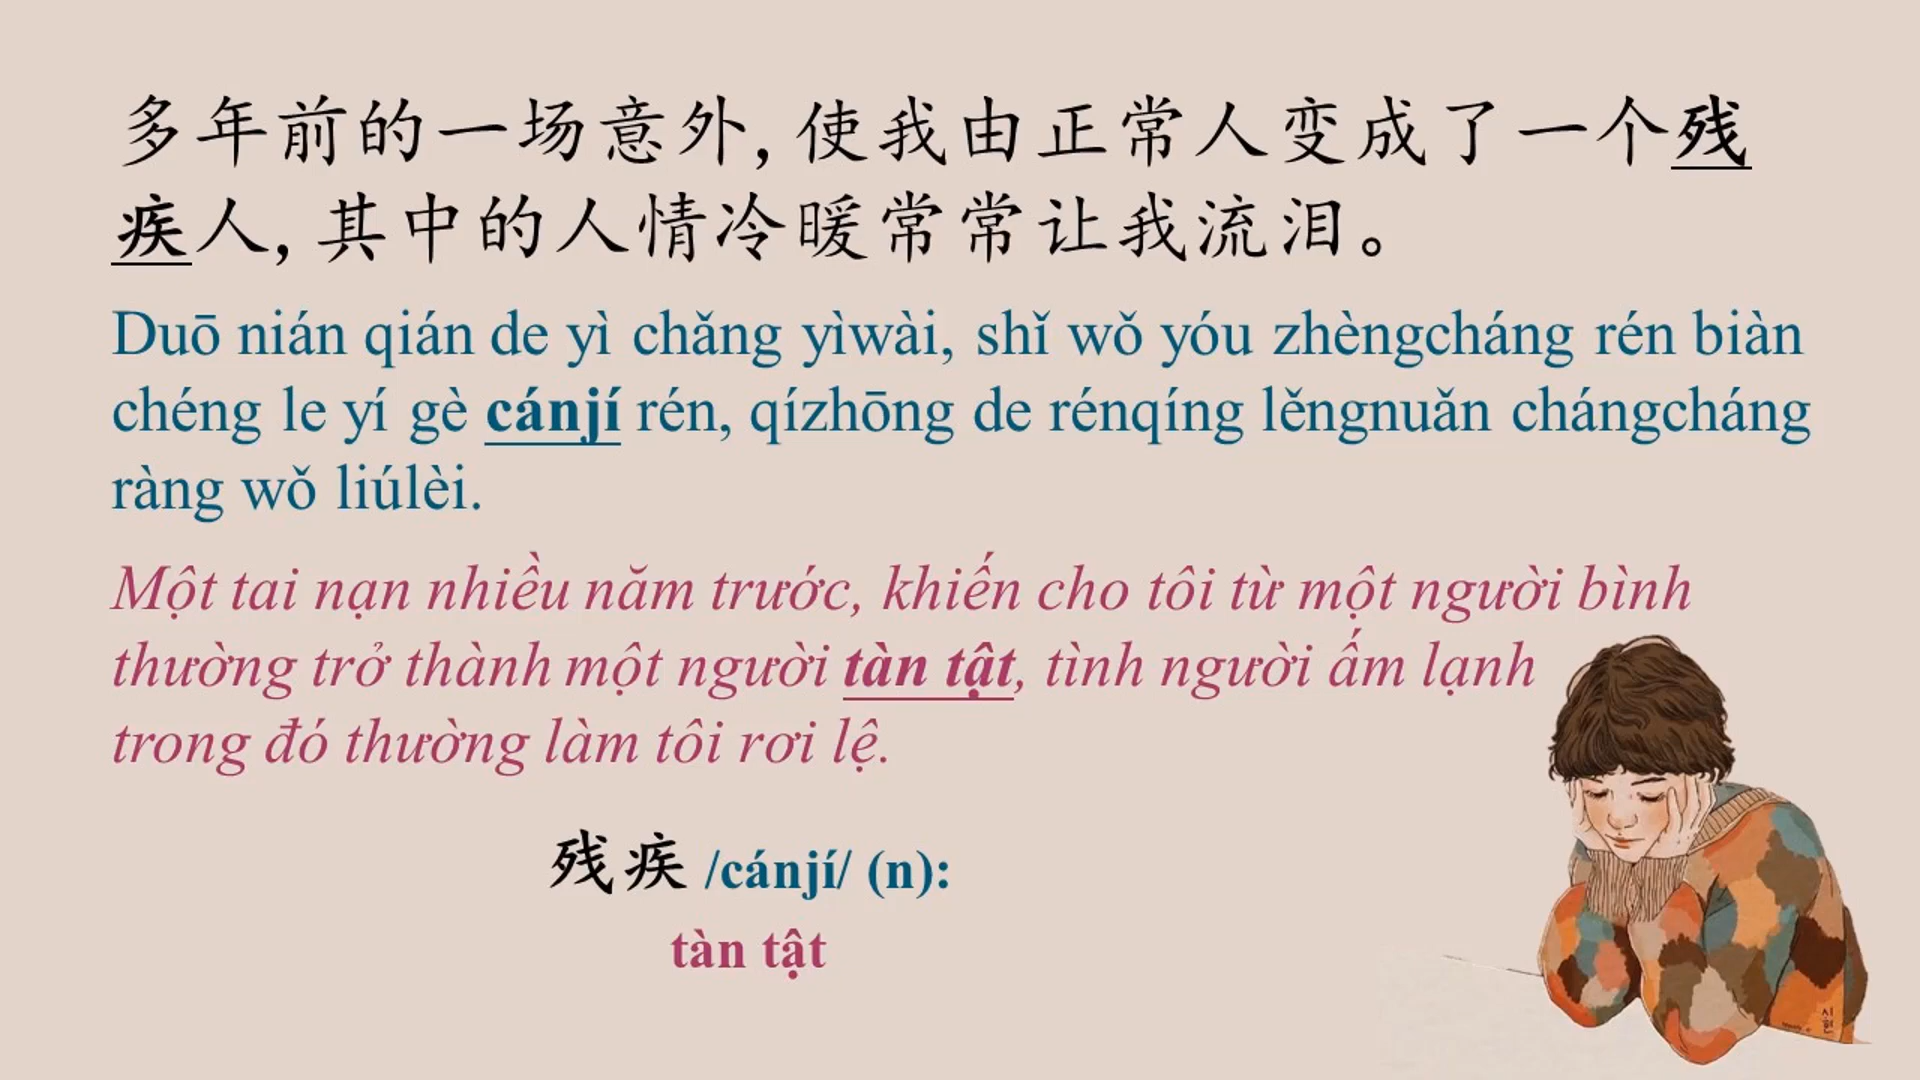 多年前的一场意外，使我由正常人变成了一个残
疾人，其中的人情冷暖常常让我流泪。
Duō nián qián de yì chǎng yìwài, shǐ wǒ yóu zhèngcháng rén biàn
chéng le yí gè cánjí rén, qízhōng de rénqíng lěngnuǎn chángcháng
ràng wǒ liúlèi.
Một tai nạn nhiều năm trước, khiến cho tôi từ một người bình
thường trở thành một người tàn tật, tình người ấm lạnh
trong đó thường làm tôi rơi lệ.
残疾 /cánjí/ (n):
tàn tật
시
현